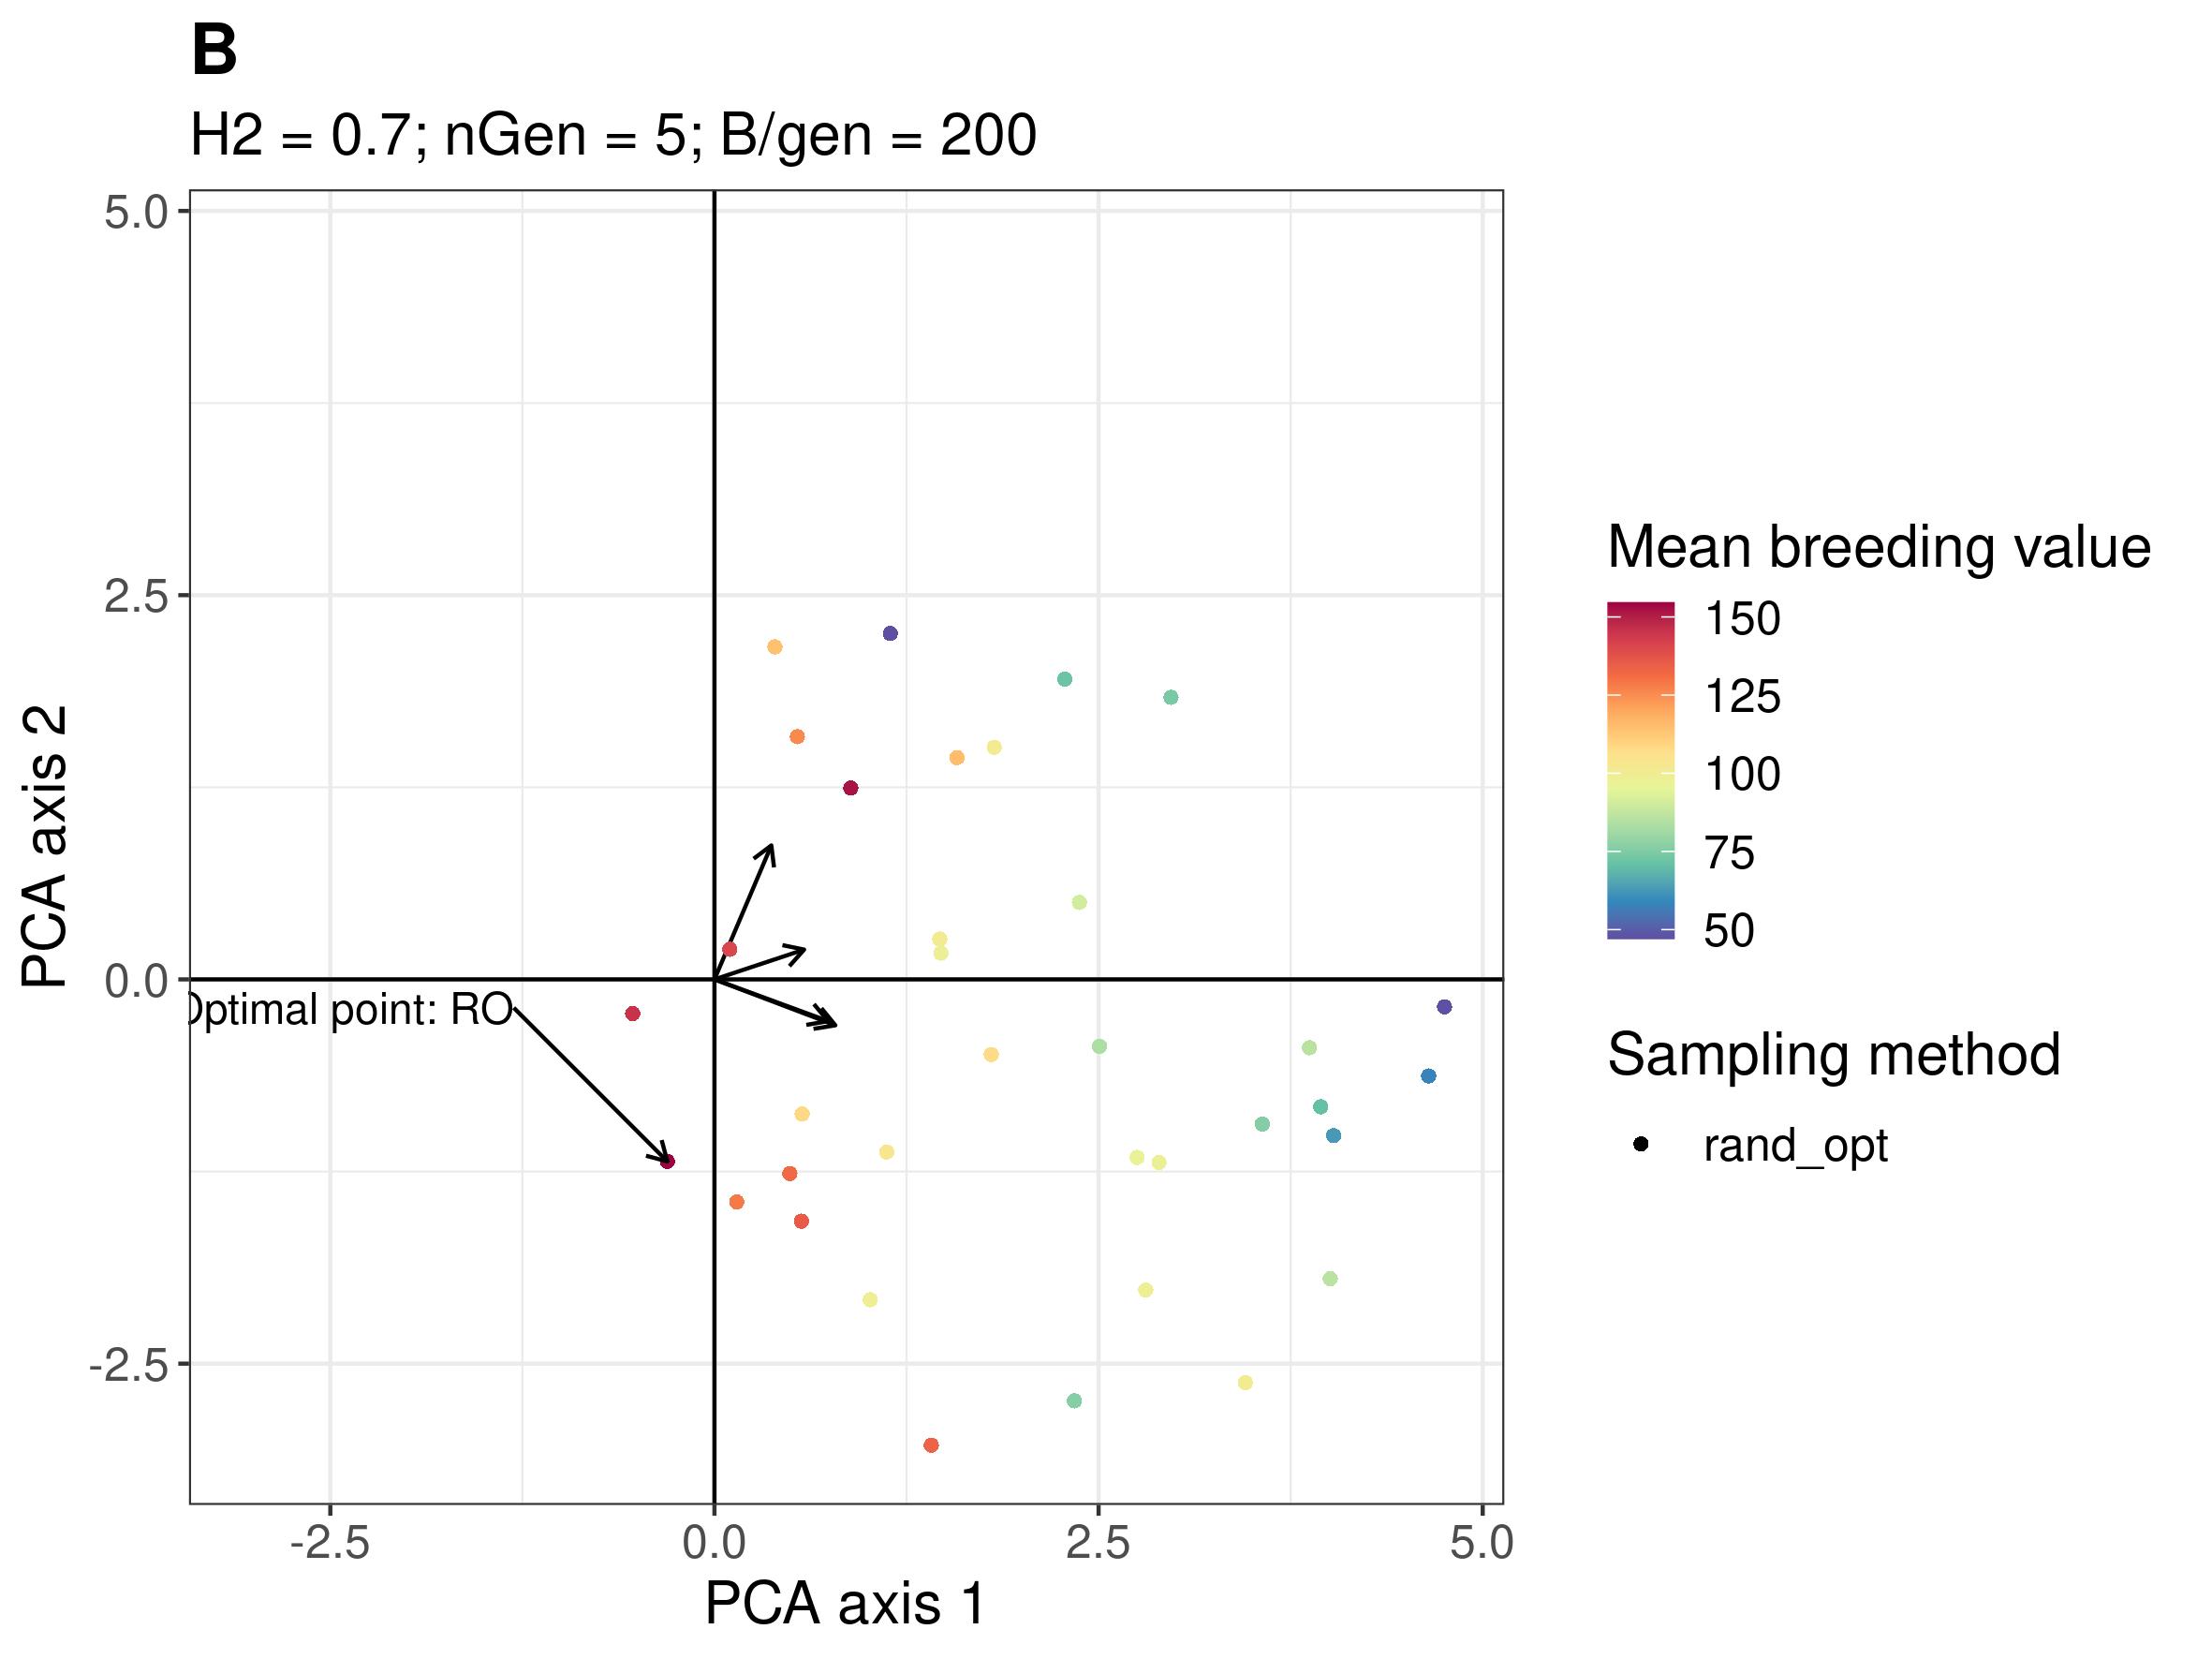 B
H2 = 0.7; nGen = 5; B/gen = 200
5.0
2.5
0.0
-2.5
PCA axis 2
Optimal point: RO
-2.5
0.0
2.5
5.0
PCA axis 1
Mean breeding value
150
125
100
75
50
Sampling method
rand_opt